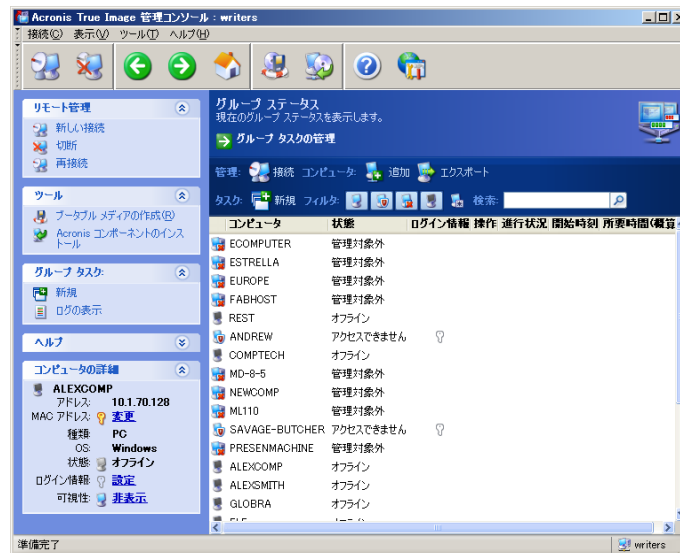 Acronis True Image 管理コンソール : writers
接続(C) 表示(V) ツール(T) ヘルプ(H)
リモート管理
新しい接続
切断
再接続
ツール
ブータブル メディアの作成(R)
Acronis コンポーネントのインス
トール
グループ タスク:
新規
ログの表示
ヘルプ
コンピュータの詳細
ALEXCOMP
アドレス: 10.1.70.128
MAC アドレス: 変更
種類: PC
OS: Windows
状態: オフライン
ログイン情報: 設定
可視性: 非表示
グループ ステータス
現在のグループ ステータスを表示します。
グループ タスクの管理
管理: 接続 コンピュータ: 追加 エクスポート
タスク: 新規 フィルタ: 検索:
コンピュータ 状態 ログイン情報 操作 進行状況 開始時刻 所要時間(概算
ECOMPUTER 管理対象外
ESTRELLA 管理対象外
EUROPE 管理対象外
FABHOST 管理対象外
REST オフライン
ANDREW アクセスできません
COMPTECH オフライン
MD-8-5 管理対象外
NEWCOMP 管理対象外
ML110 管理対象外
SAVAGE-BUTCHER アクセスできません
PRESENMACHINE 管理対象外
ALEXCOMP オフライン
ALEXSMITH オフライン
GLOBRA オフライン
準備完了
writers